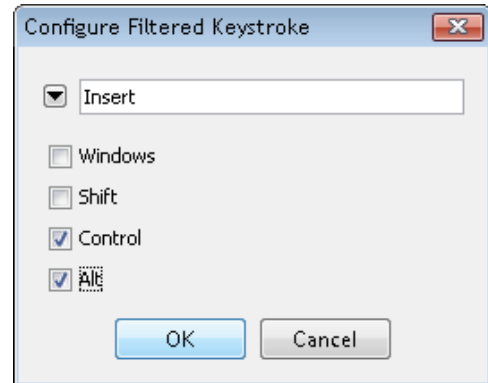 Configure Filtered Keystroke
Insert
Windows
Shift
Control
Alt
OK
Cancel